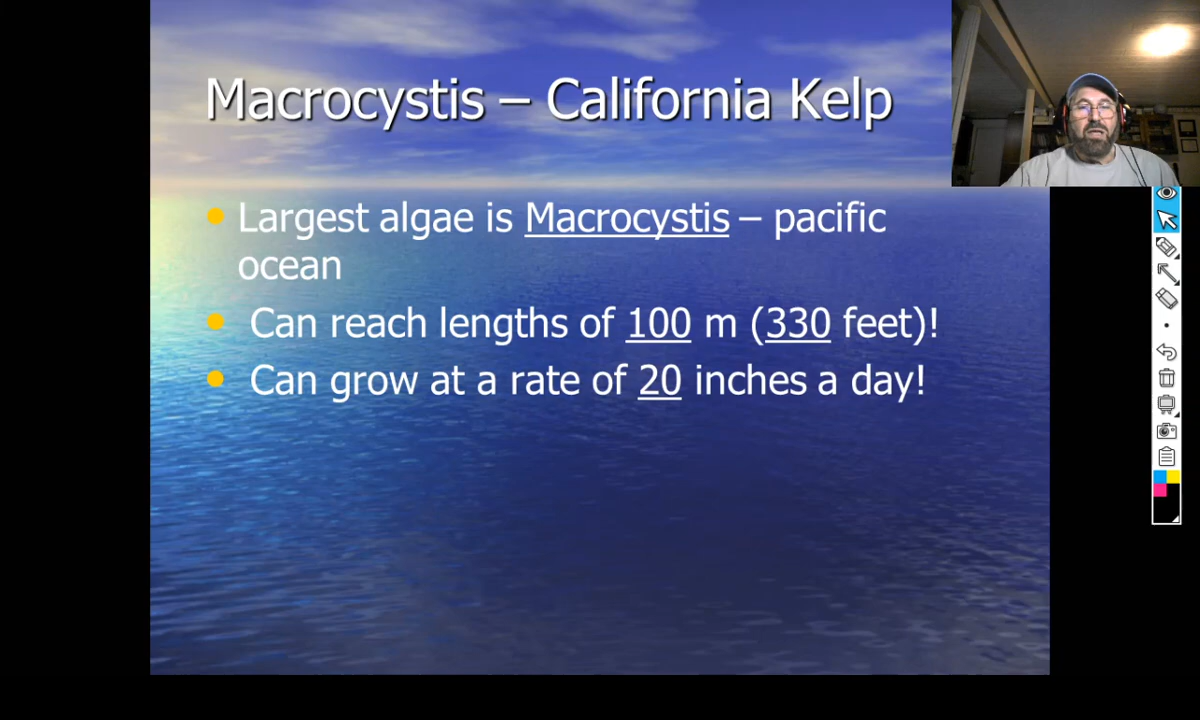 Macrocystis – California Kelp
Largest algae is Macrocystis – pacific
ocean
Can reach lengths of 100 m (330 feet)!
Can grow at a rate of 20 inches a day!